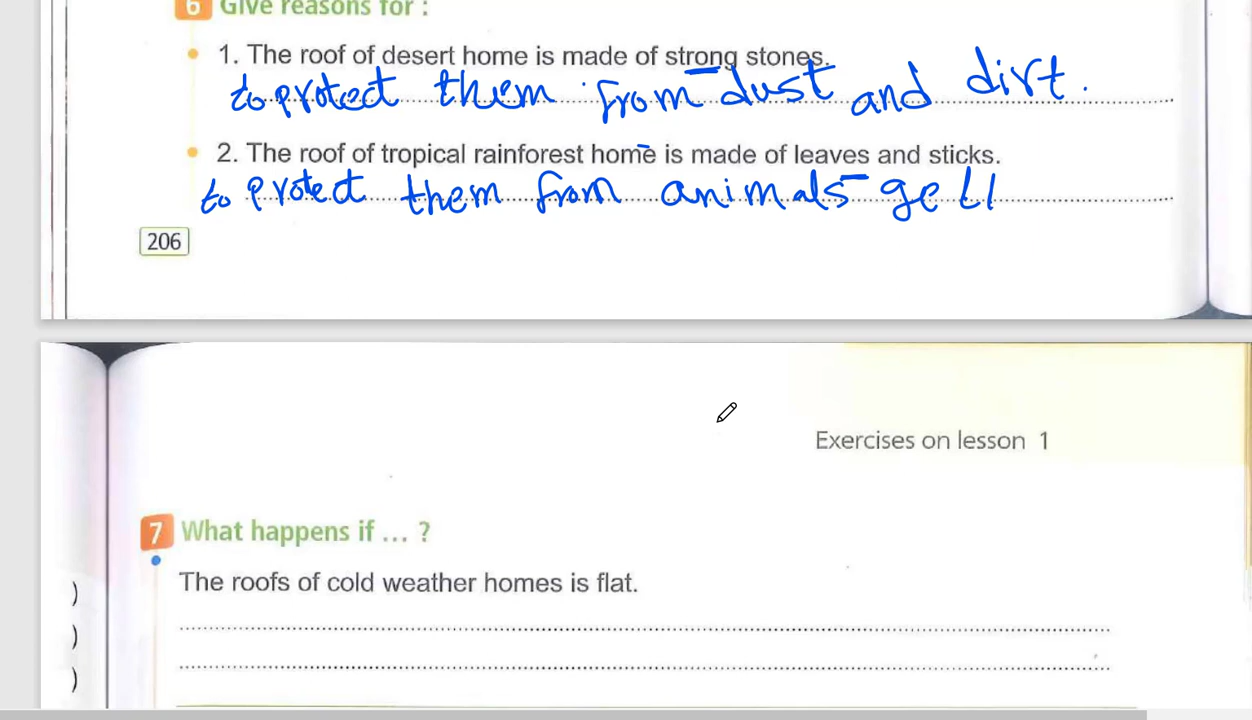 6 Give reasons for :
1. The roof of desert home is made of strong stones.
to protect them from dust and dirt.
2. The roof of tropical rainforest home is made of leaves and sticks.
to protect them from animals
206
Exercises on lesson 1
7 What happens if ... ?
The roofs of cold weather homes is flat.
)
)
)